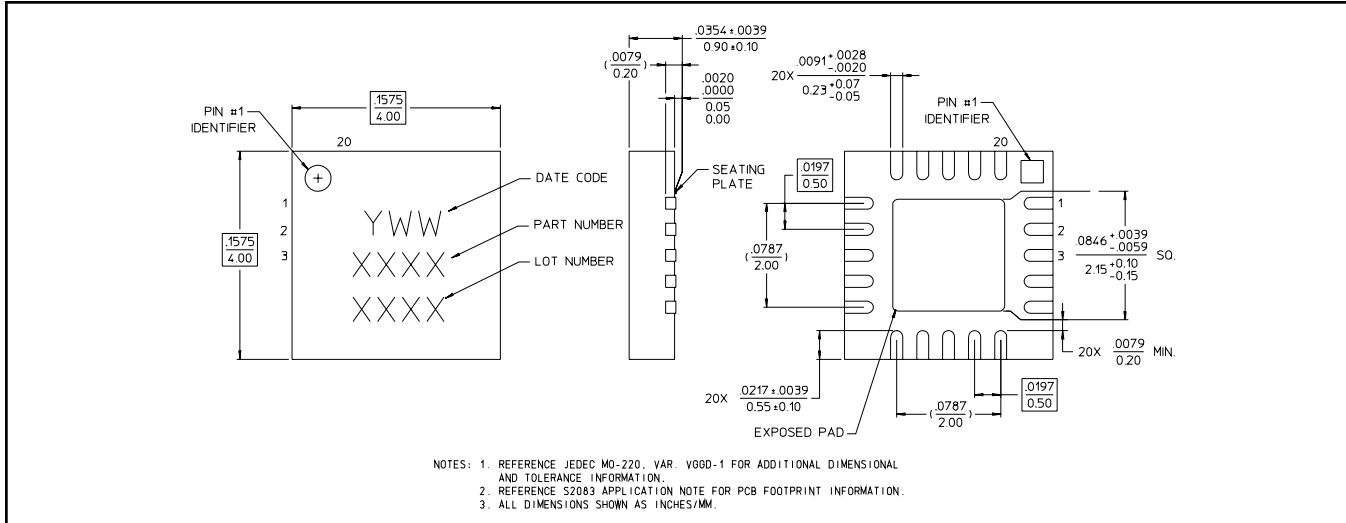 .1575
4.00
PIN #1
IDENTIFIER
20
1
2
3
.1575
4.00
YWW
XXXX
XXXX
DATE CODE
PART NUMBER
LOT NUMBER
.0354 ±.0039
0.90 ±0.10
( .0079 )
0.20
.0020
.0000
0.05
0.00
SEATING
PLATE
20X .0091 +.0028 -.0020
0.23 +0.07 -0.05
PIN #1
IDENTIFIER
20
.0197
0.50
( .0787 )
2.00
1
2
3
.0846 +.0039 -.0059 SQ.
2.15 +0.10 -0.15
20X .0079 MIN.
0.20
20X .0217 ±.0039
0.55 ±0.10
.0197
0.50
( .0787 )
2.00
EXPOSED PAD
NOTES: 1. REFERENCE JEDEC MO-220, VAR. VGGD-1 FOR ADDITIONAL DIMENSIONAL
AND TOLERANCE INFORMATION.
2. REFERENCE S2083 APPLICATION NOTE FOR PCB FOOTPRINT INFORMATION.
3. ALL DIMENSIONS SHOWN AS INCHES/MM.